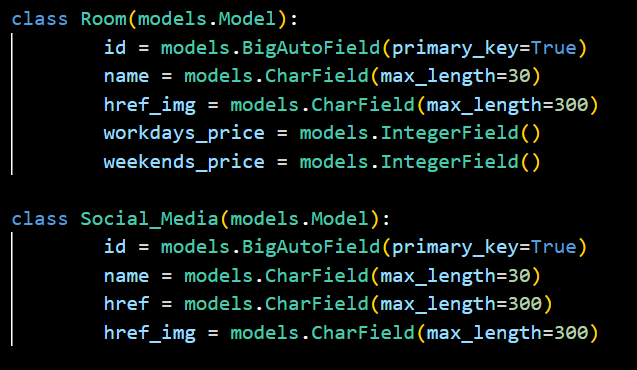 class Room(models.Model):
        id = models.BigAutoField(primary_key=True)
        name = models.CharField(max_length=30)
        href_img = models.CharField(max_length=300)
        workdays_price = models.IntegerField()
        weekends_price = models.IntegerField()

class Social_Media(models.Model):
        id = models.BigAutoField(primary_key=True)
        name = models.CharField(max_length=30)
        href = models.CharField(max_length=300)
        href_img = models.CharField(max_length=300)